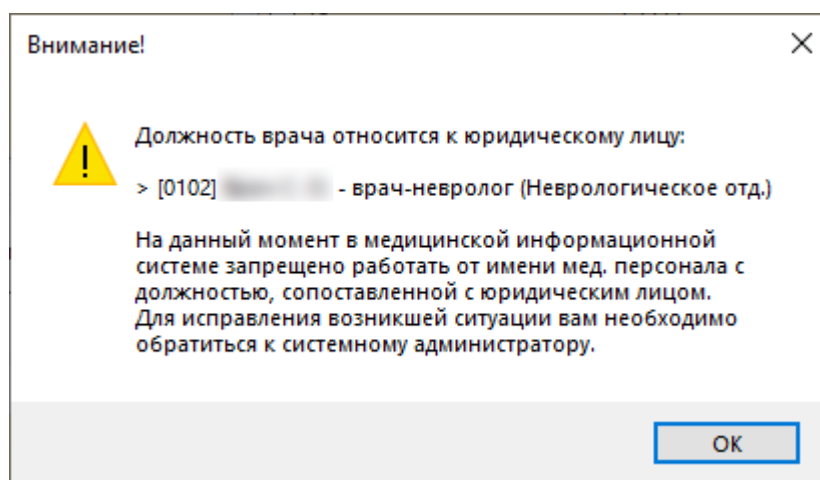 Внимание!
Должность врача относится к юридическому лицу:
> [0102] - врач-невролог (Неврологическое отд.)
На данный момент в медицинской информационной
системе запрещено работать от имени мед. персонала с
должностью, сопоставленной с юридическим лицом.
Для исправления возникшей ситуации вам необходимо
обратиться к системному администратору.
ОК